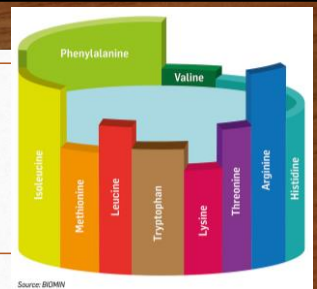 Phenylalanine
Valine
Isoleucine
Methionine
Leucine
Tryptophan
Lysine
Threonine
Arginine
Histidine
Source: BIOMIN